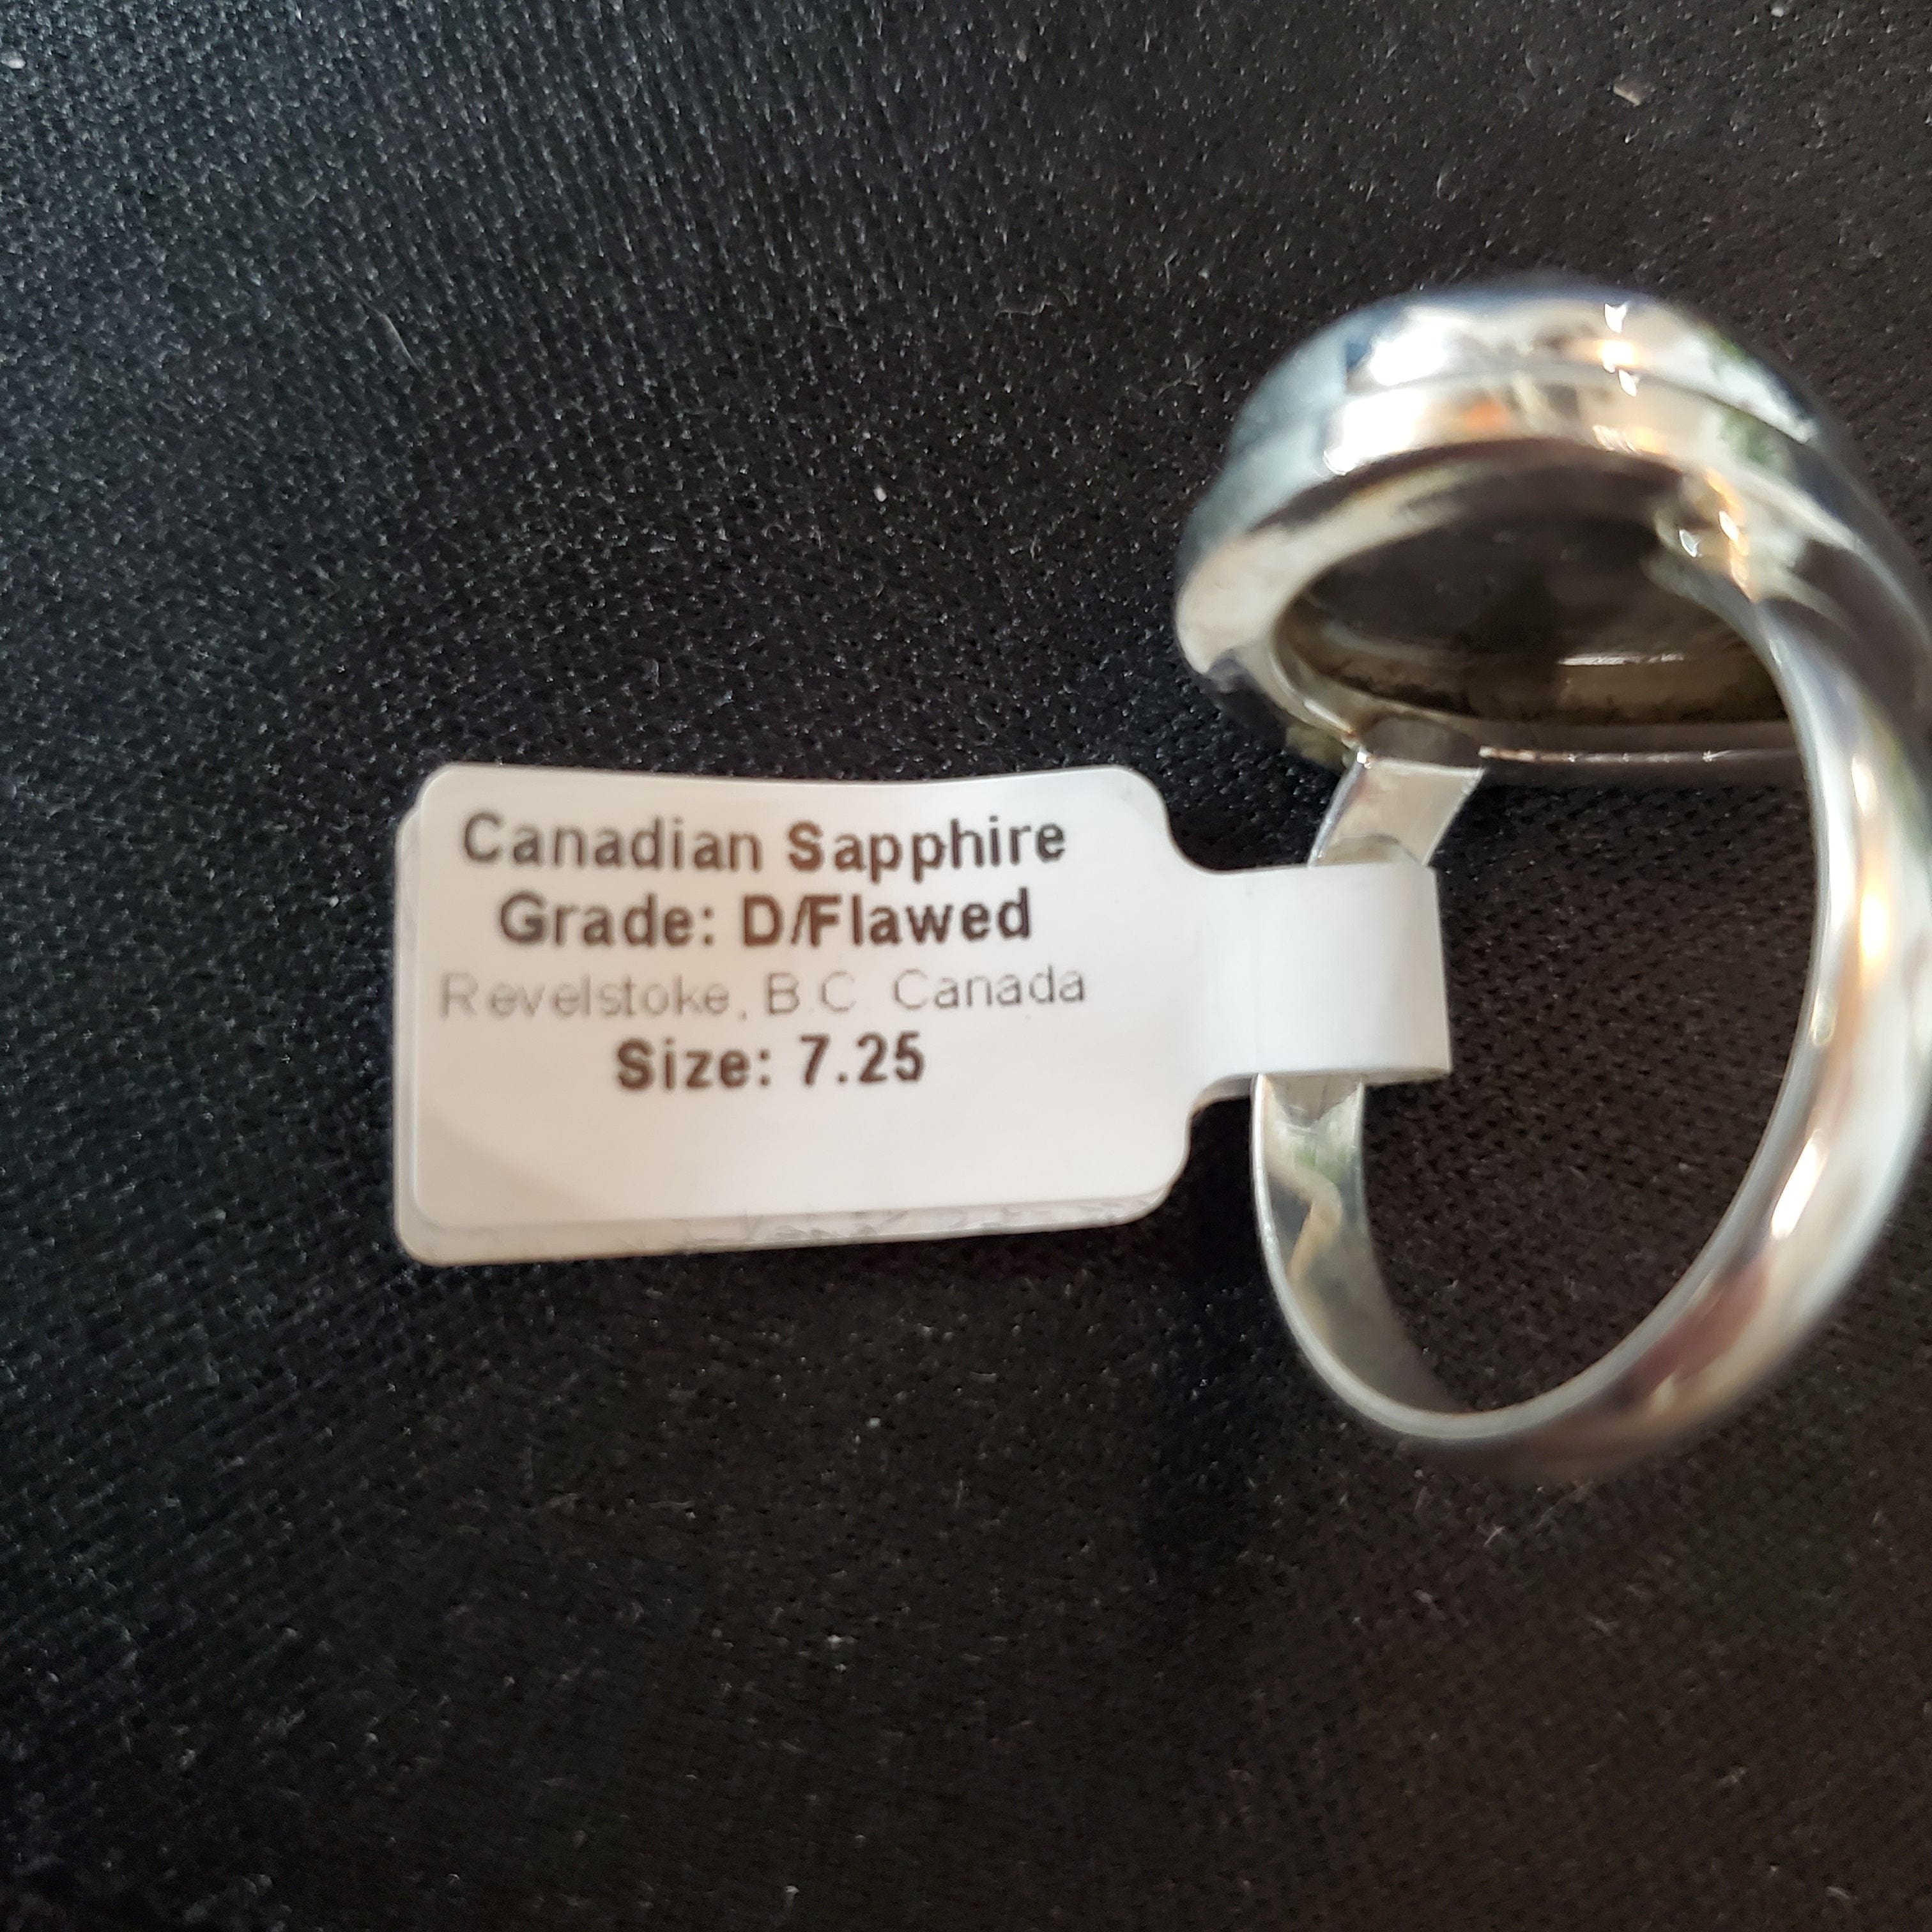 Canadian Sapphire
Grade: D/Flawed
Revelstoke, B.C. Canada
Size: 7.25